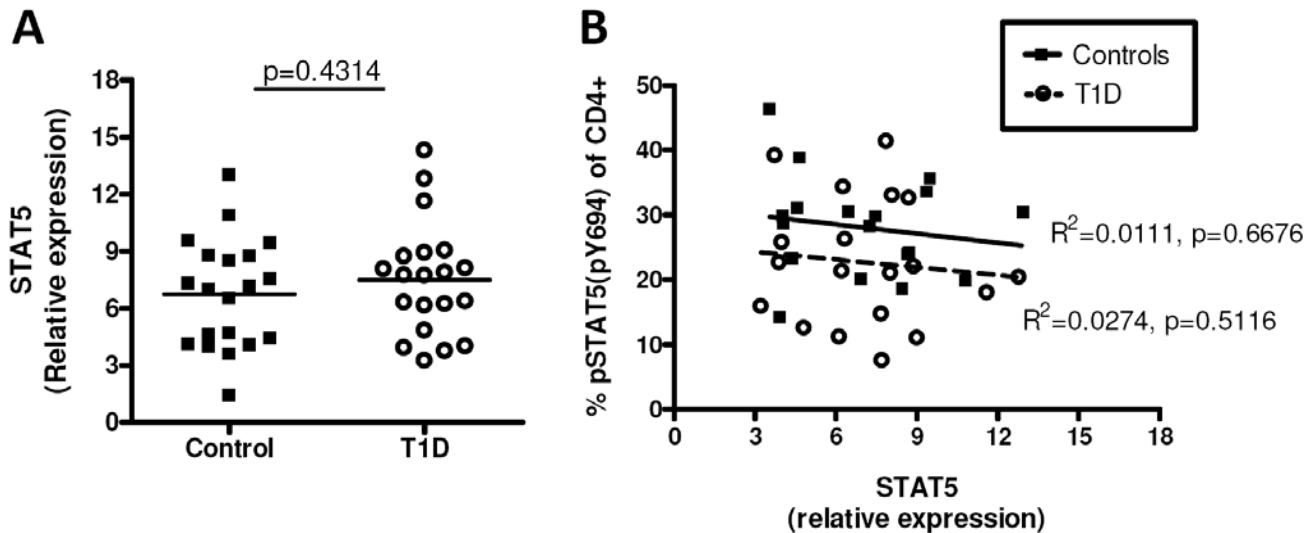 A
p=0.4314
STAT5
(Relative expression)
18
15
12
9
6
3
0
Control T1D
B
Controls
T1D
% pSTAT5(pY694) of CD4+
50
40
30
20
10
0
R²=0.0111, p=0.6676
R²=0.0274, p=0.5116
0 3 6 9 12 15 18
STAT5
(relative expression)